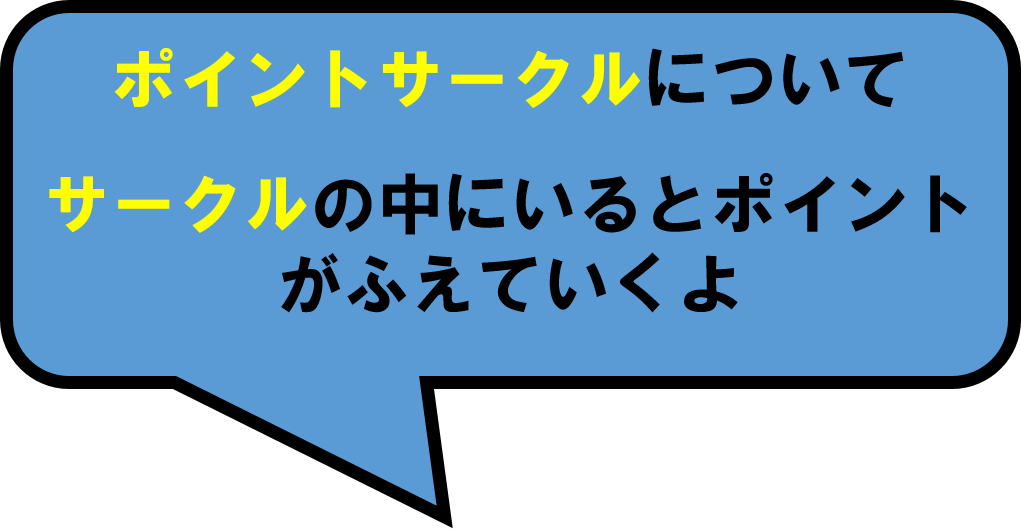 ポイントサークルについて
サークルの中にいるとポイント
がふえていくよ